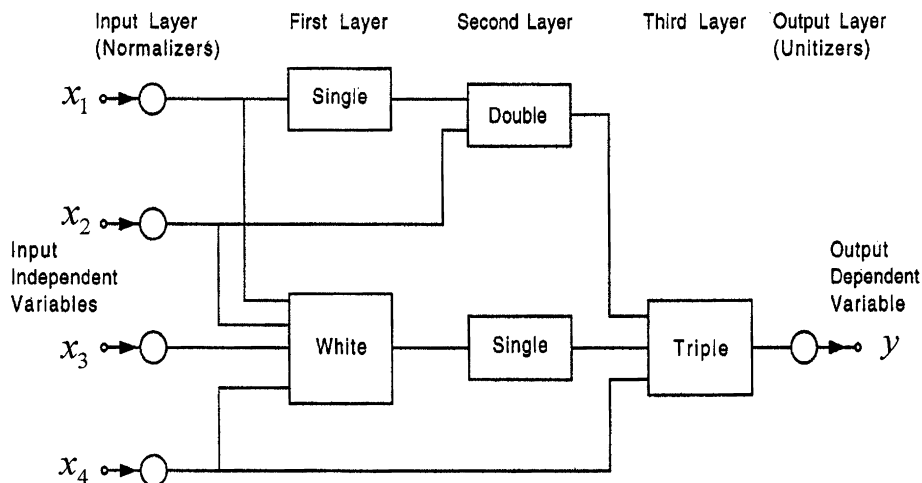 Input Layer
(Normalizers)
First Layer
Second Layer
Third Layer
Output Layer
(Unitizers)
x1
Single
Double
x2
Input
Independent
Variables
Output
Dependent
Variable
x3
White
Single
Triple
y
x4